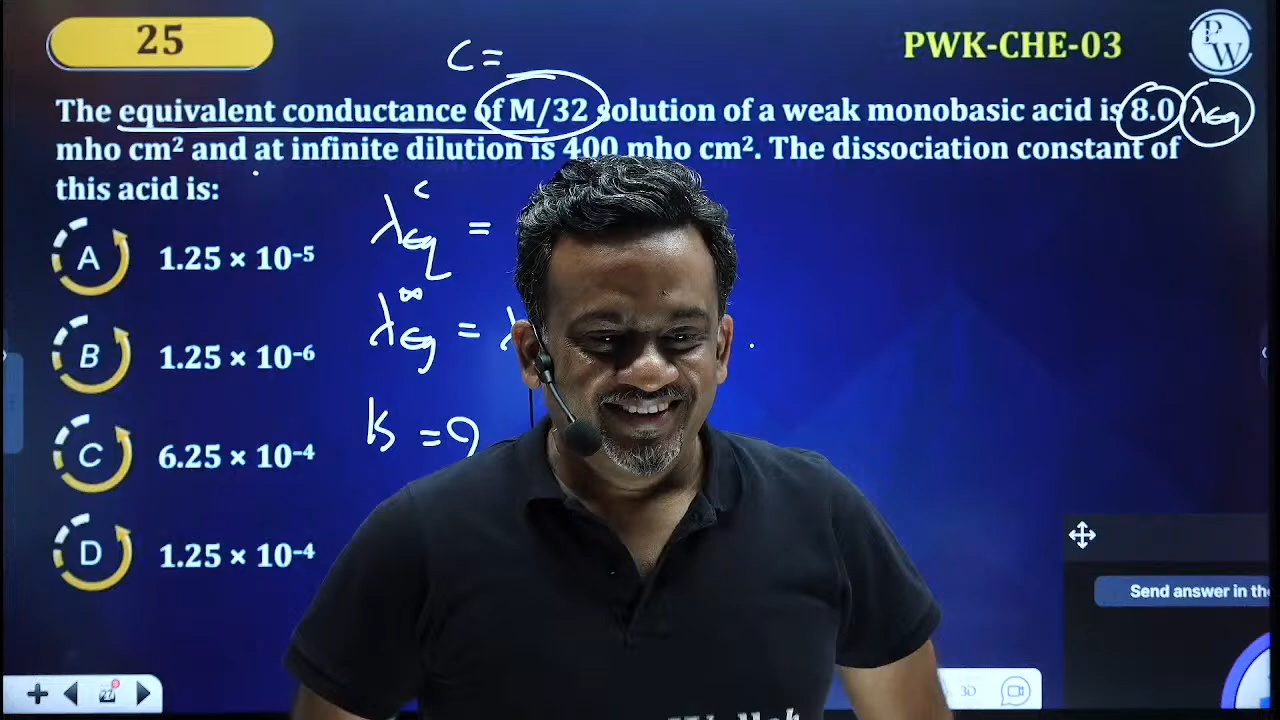 25
C =
PWK-CHE-03
PW
The equivalent conductance of M/32 solution of a weak monobasic acid is 8.0 λeq
mho cm² and at infinite dilution is 400 mho cm². The dissociation constant of
this acid is:
A 1.25 × 10⁻⁵
B 1.25 × 10⁻⁶
C 6.25 × 10⁻⁴
D 1.25 × 10⁻⁴
λeq^c =
λeq^∞ = λ
K = ?
Send answer in the
27
3D